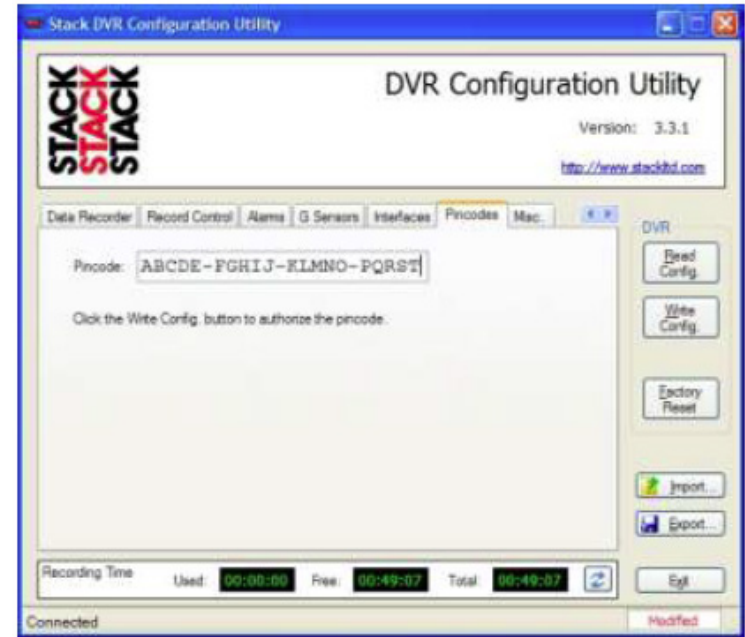 Stack DVR Configuration Utility
STACK
STACK
STACK
DVR Configuration Utility
Version: 3.3.1
http://www.stackltd.com
Data Recorder Record Control Alarms G Sensors Interfaces Pincodes Misc.
DVR
Pincode: ABCDE-FGHIJ-KLMNO-PQRST
Click the Write Config. button to authorize the pincode.
Read
Config.
Write
Config.
Factory
Reset
Import...
Export...
Recording Time Used: 00:00:00 Free: 00:49:07 Total: 00:49:07
Exit
Connected Modified